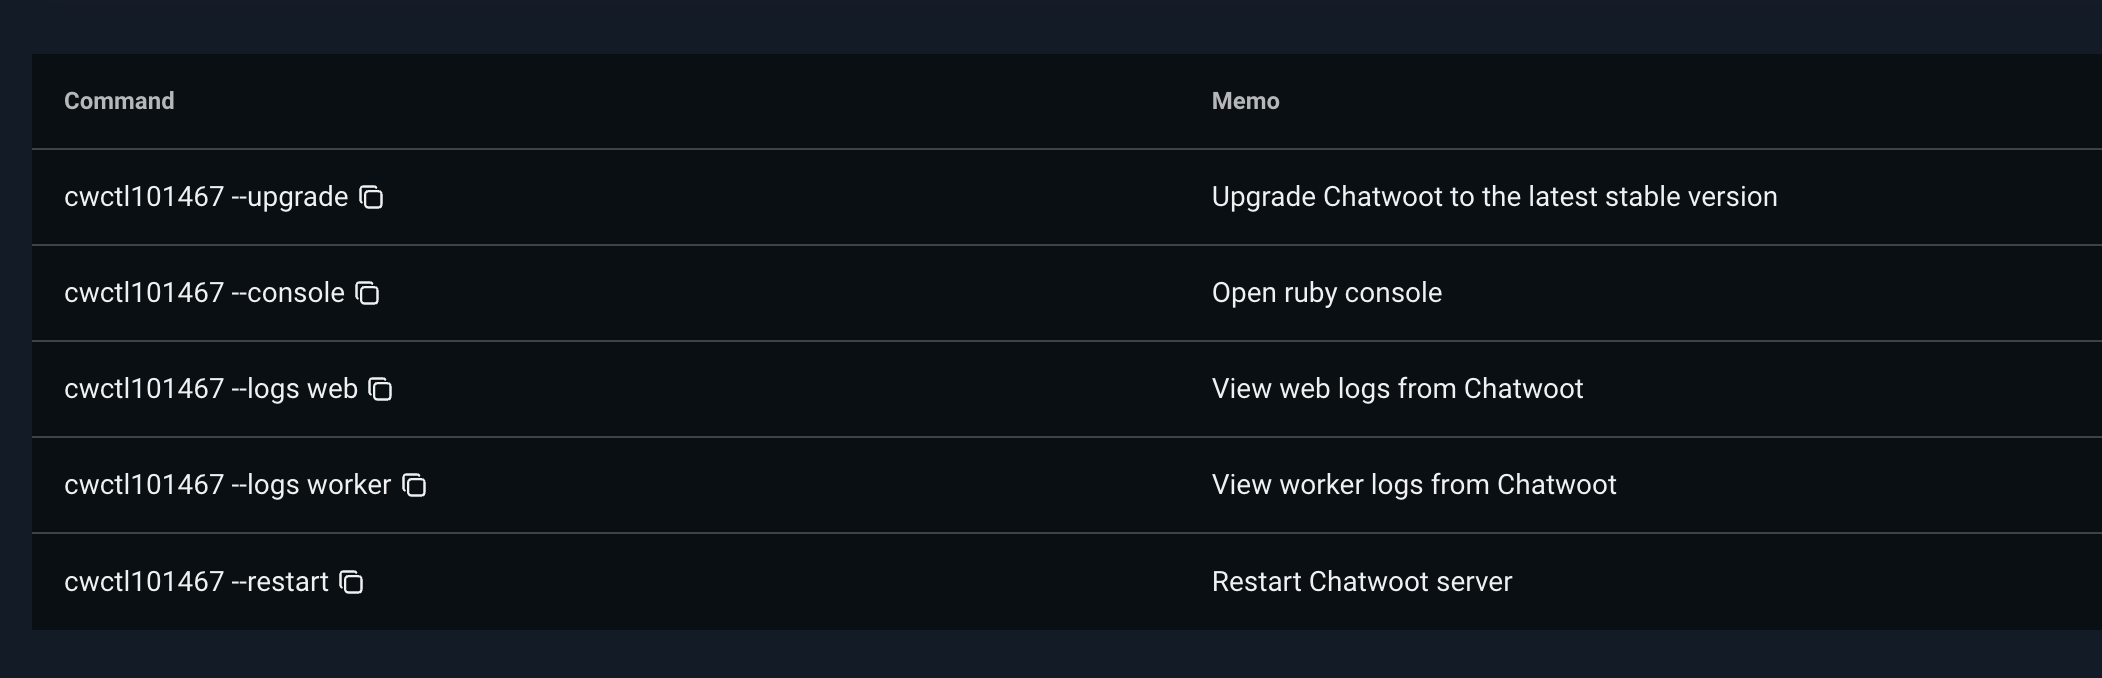 Command Memo
cwctl101467 --upgrade Upgrade Chatwoot to the latest stable version
cwctl101467 --console Open ruby console
cwctl101467 --logs web View web logs from Chatwoot
cwctl101467 --logs worker View worker logs from Chatwoot
cwctl101467 --restart Restart Chatwoot server